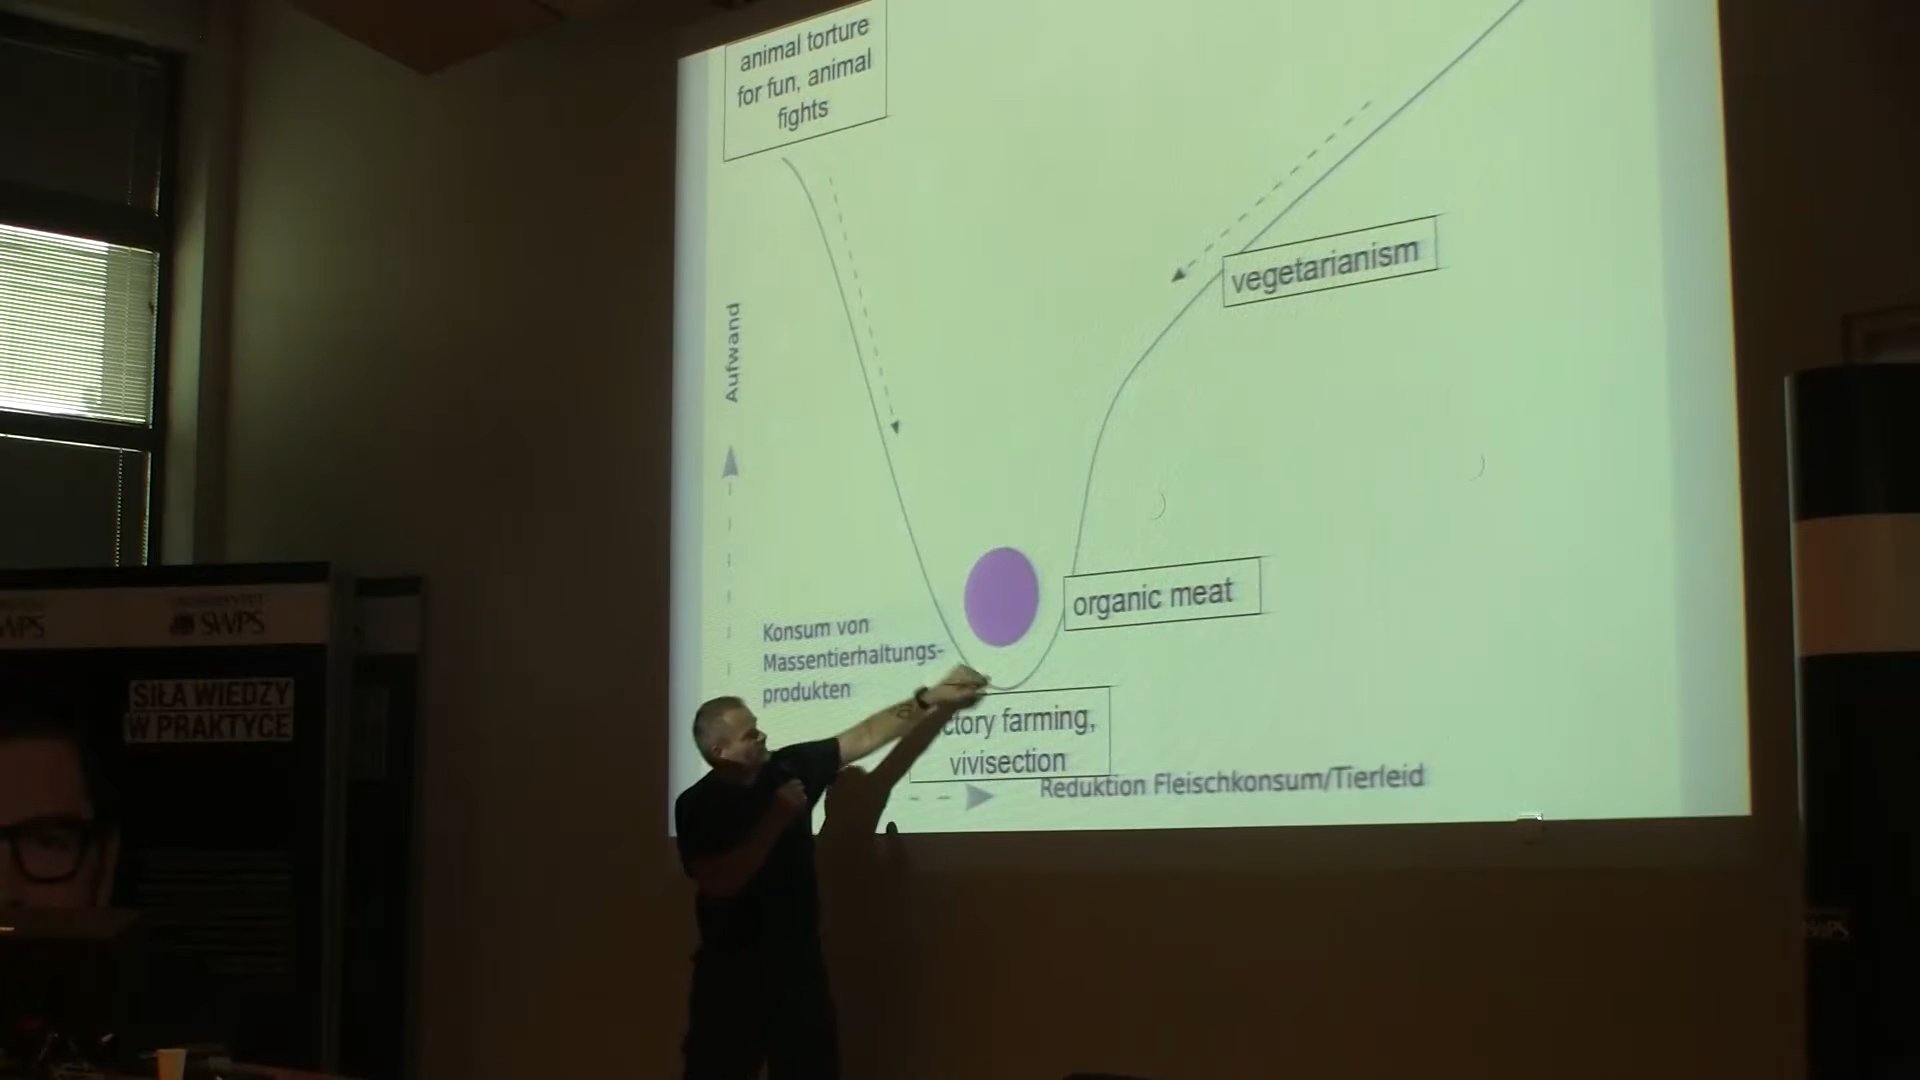 animal torture
for fun, animal
fights
vegetarianism
Aufwand
organic meat
Konsum von
Massentierhaltungs-
produkten
ctory farming,
vivisection
Reduktion Fleischkonsum/Tierleid
SWPS
SIŁA WIEDZY
W PRAKTYCE